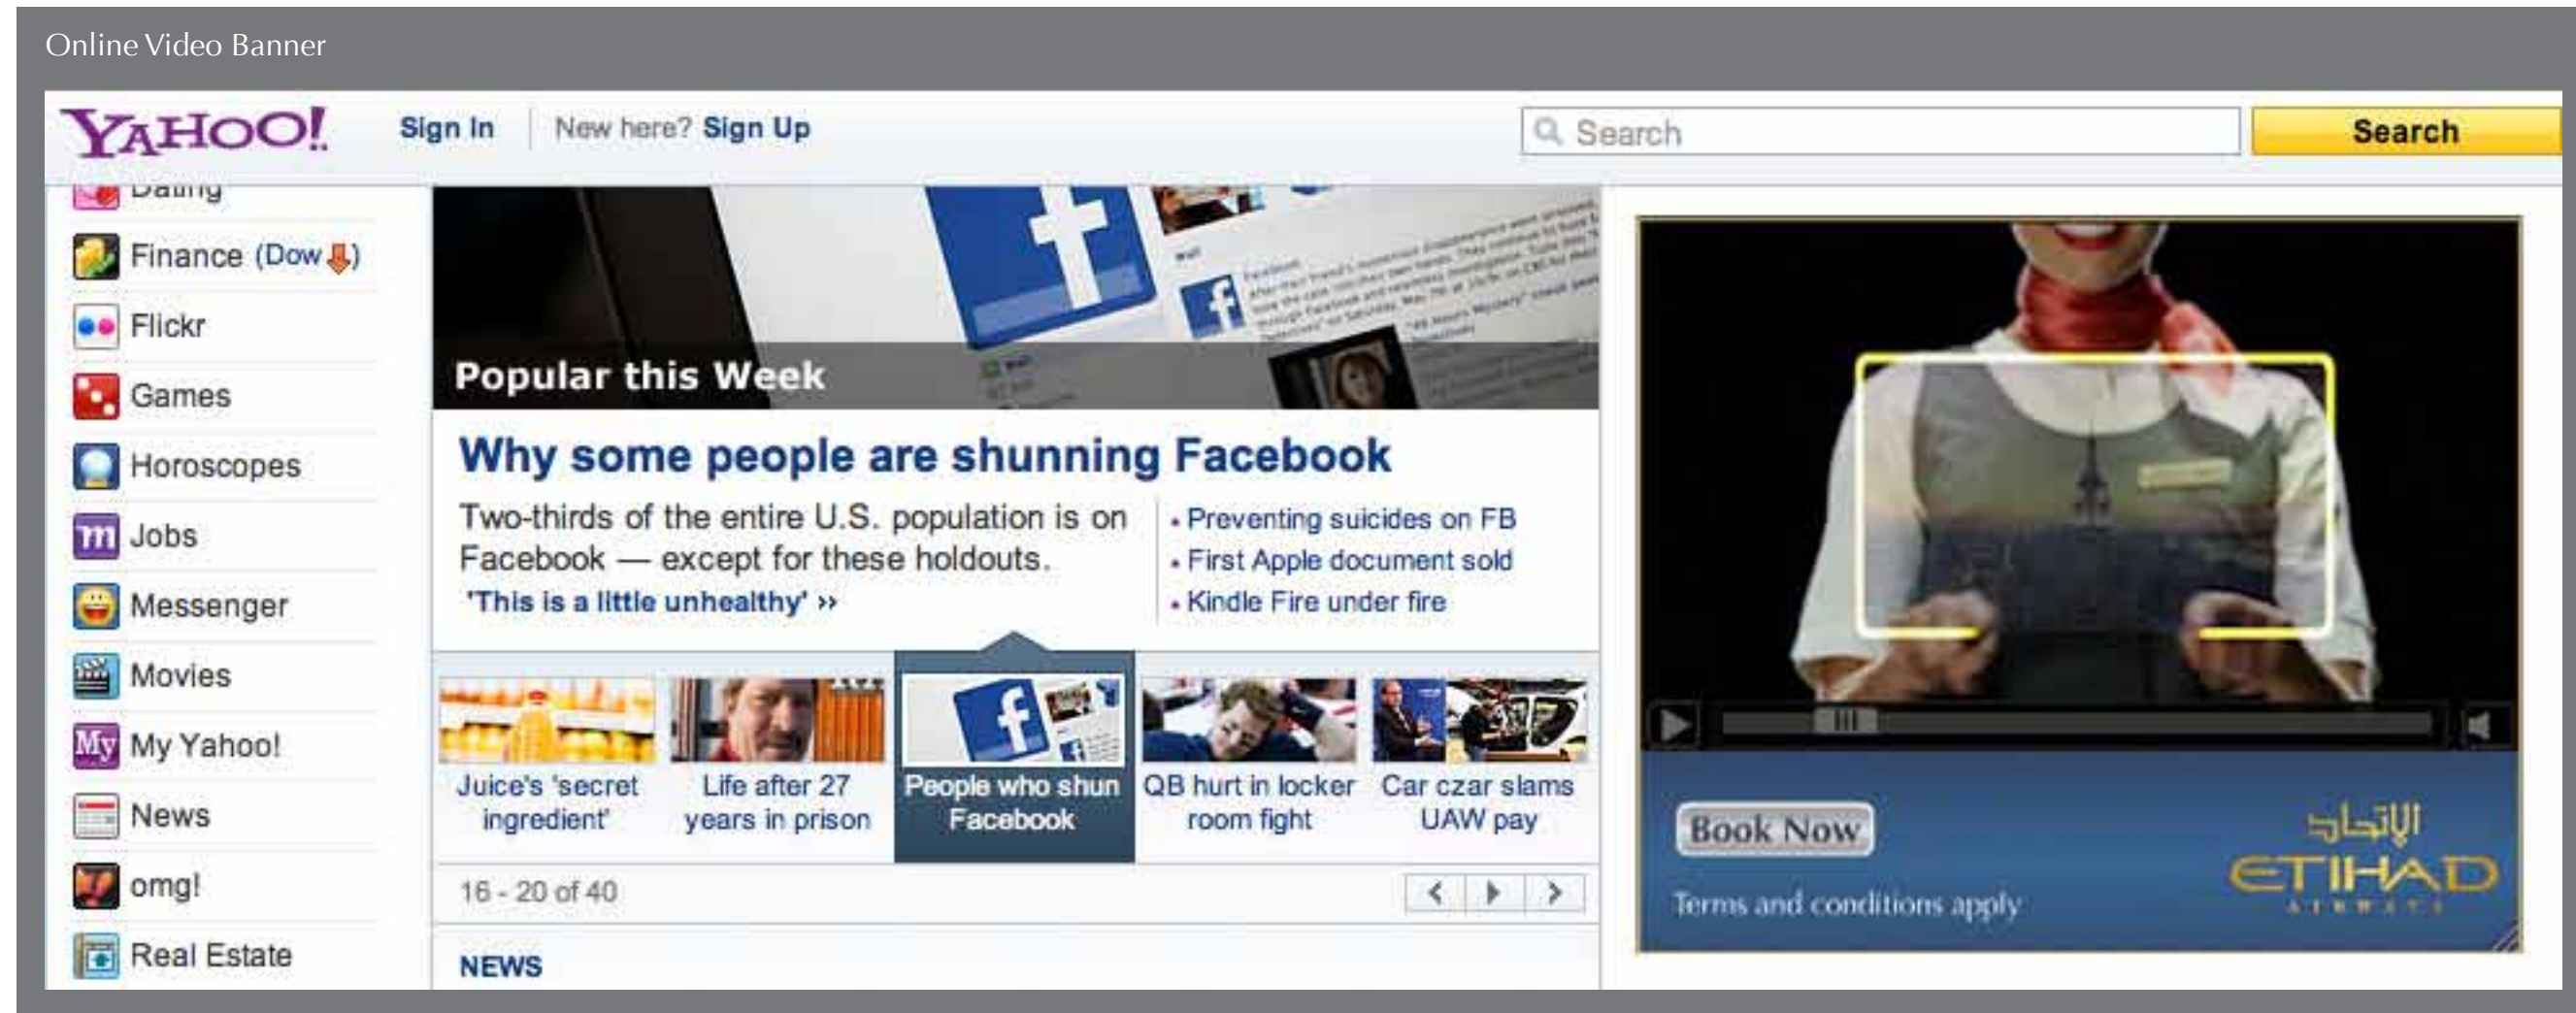 Online Video Banner
YAHOO!
Sign In
New here? Sign Up
Search
Search
Dating
Finance (Dow )
Flickr
Games
Horoscopes
Jobs
Messenger
Movies
My My Yahoo!
News
omg!
Real Estate
Popular this Week
Why some people are shunning Facebook
Two-thirds of the entire U.S. population is on
Facebook — except for these holdouts.
'This is a little unhealthy' »
• Preventing suicides on FB
• First Apple document sold
• Kindle Fire under fire
Juice's 'secret
ingredient'
Life after 27
years in prison
People who shun
Facebook
QB hurt in locker
room fight
Car czar slams
UAW pay
16 - 20 of 40
NEWS
Book Now
Terms and conditions apply
الإتحاد
ETIHAD
AIRWAYS